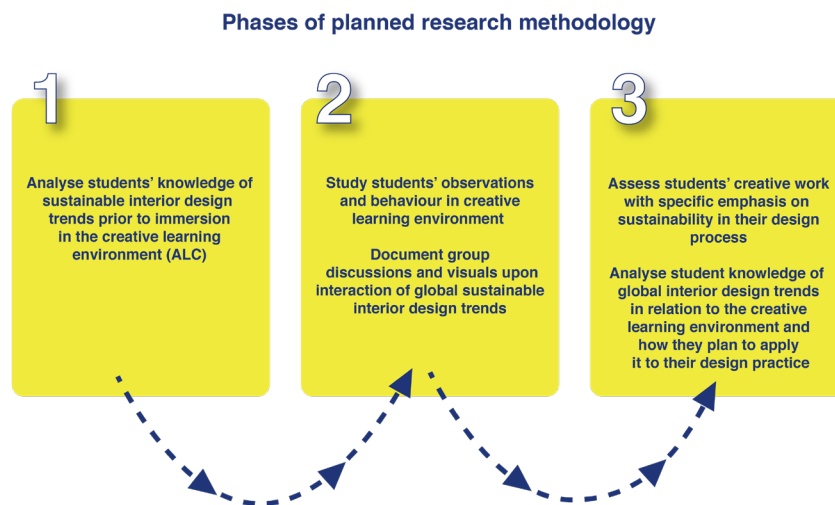 Phases of planned research methodology
1
Analyse students’ knowledge of
sustainable interior design
trends prior to immersion
in the creative learning
environment (ALC)
2
Study students’ observations
and behaviour in creative
learning environment
Document group
discussions and visuals upon
interaction of global sustainable
interior design trends
3
Assess students’ creative work
with specific emphasis on
sustainability in their design
process
Analyse student knowledge of
global interior design trends
in relation to the creative
learning environment and
how they plan to apply
it to their design practice